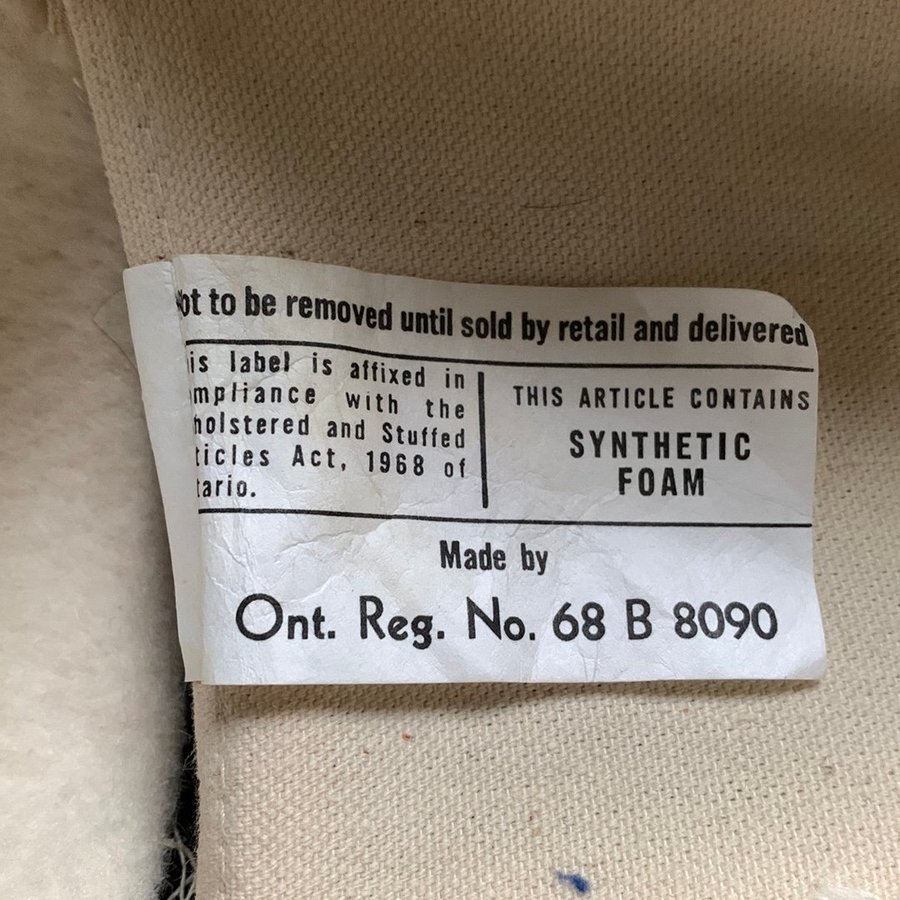 ot to be removed until sold by retail and delivered
is label is affixed in
mpliance with the
holstered and Stuffed
ticles Act, 1968 of
tario.
THIS ARTICLE CONTAINS
SYNTHETIC
FOAM
Made by
Ont. Reg. No. 68 B 8090